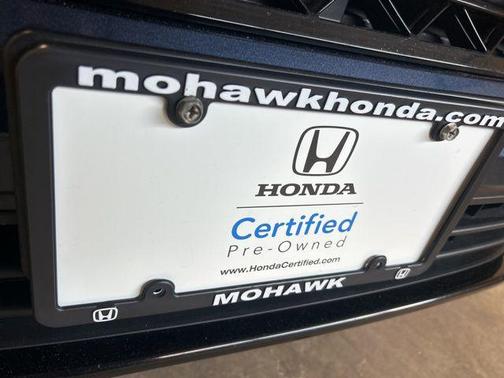 mohawkhonda.com
HONDA
Certified
Pre-Owned
www.HondaCertified.com
MOHAWK